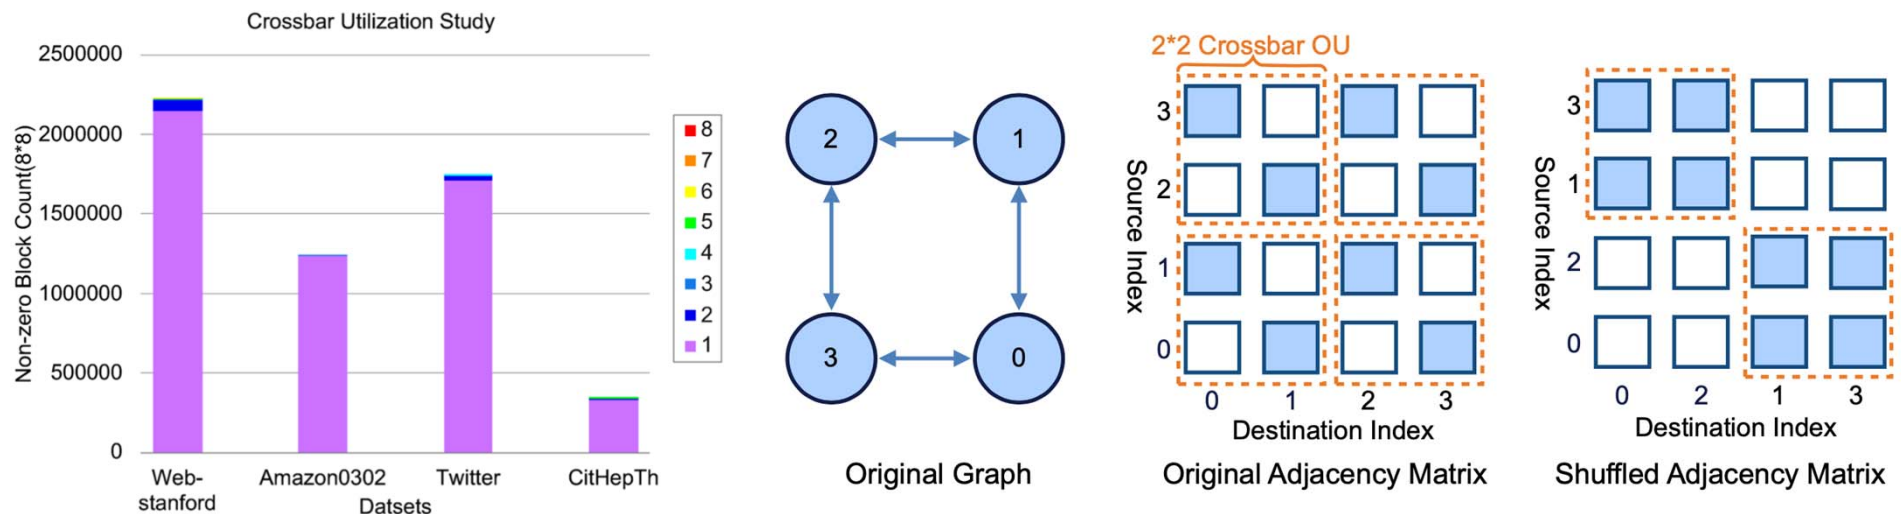 Crossbar Utilization Study
Non-zero Block Count(8*8)
2500000
2000000
1500000
1000000
500000
0
Web-
stanford
Amazon0302
Twitter
CitHepTh
Datsets
8
7
6
5
4
3
2
1
2
1
3
0
Original Graph
2*2 Crossbar OU
Source Index
3
2
1
0
0 1 2 3
Destination Index
Original Adjacency Matrix
Source Index
3
1
2
0
0 2 1 3
Destination Index
Shuffled Adjacency Matrix